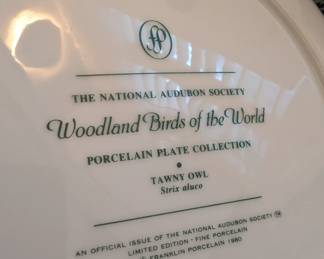 THE NATIONAL AUDUBON SOCIETY
Woodland Birds of the World
PORCELAIN PLATE COLLECTION
TAWNY OWL
Strix aluco
AN OFFICIAL ISSUE OF THE NATIONAL AUDUBON SOCIETY
LIMITED EDITION · FINE PORCELAIN
© FRANKLIN PORCELAIN 1980